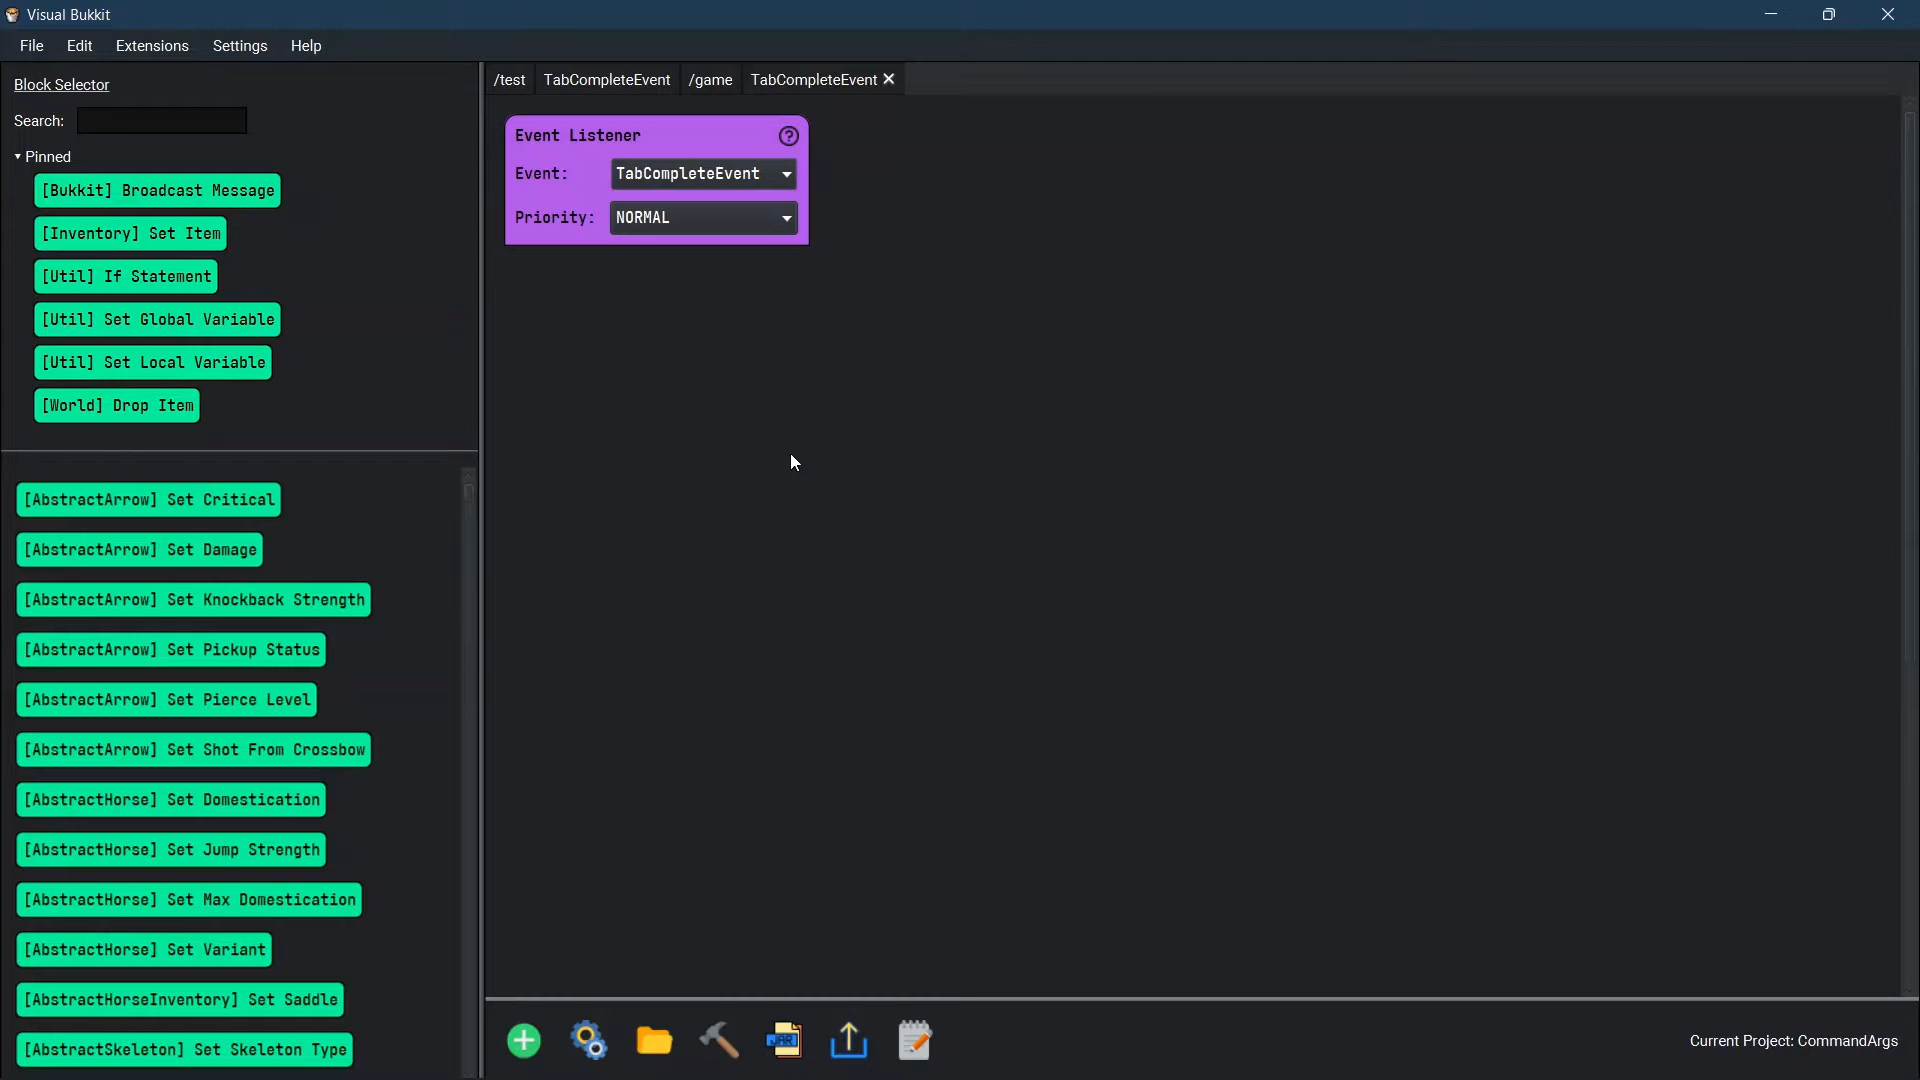 Visual Bukkit
File Edit Extensions Settings Help
Block Selector
Search:
Pinned
[Bukkit] Broadcast Message
[Inventory] Set Item
[Util] If Statement
[Util] Set Global Variable
[Util] Set Local Variable
[World] Drop Item
[AbstractArrow] Set Critical
[AbstractArrow] Set Damage
[AbstractArrow] Set Knockback Strength
[AbstractArrow] Set Pickup Status
[AbstractArrow] Set Pierce Level
[AbstractArrow] Set Shot From Crossbow
[AbstractHorse] Set Domestication
[AbstractHorse] Set Jump Strength
[AbstractHorse] Set Max Domestication
[AbstractHorse] Set Variant
[AbstractHorseInventory] Set Saddle
[AbstractSkeleton] Set Skeleton Type
/test TabCompleteEvent /game TabCompleteEvent
Event Listener ?
Event: TabCompleteEvent
Priority: NORMAL
JAR
Current Project: CommandArgs